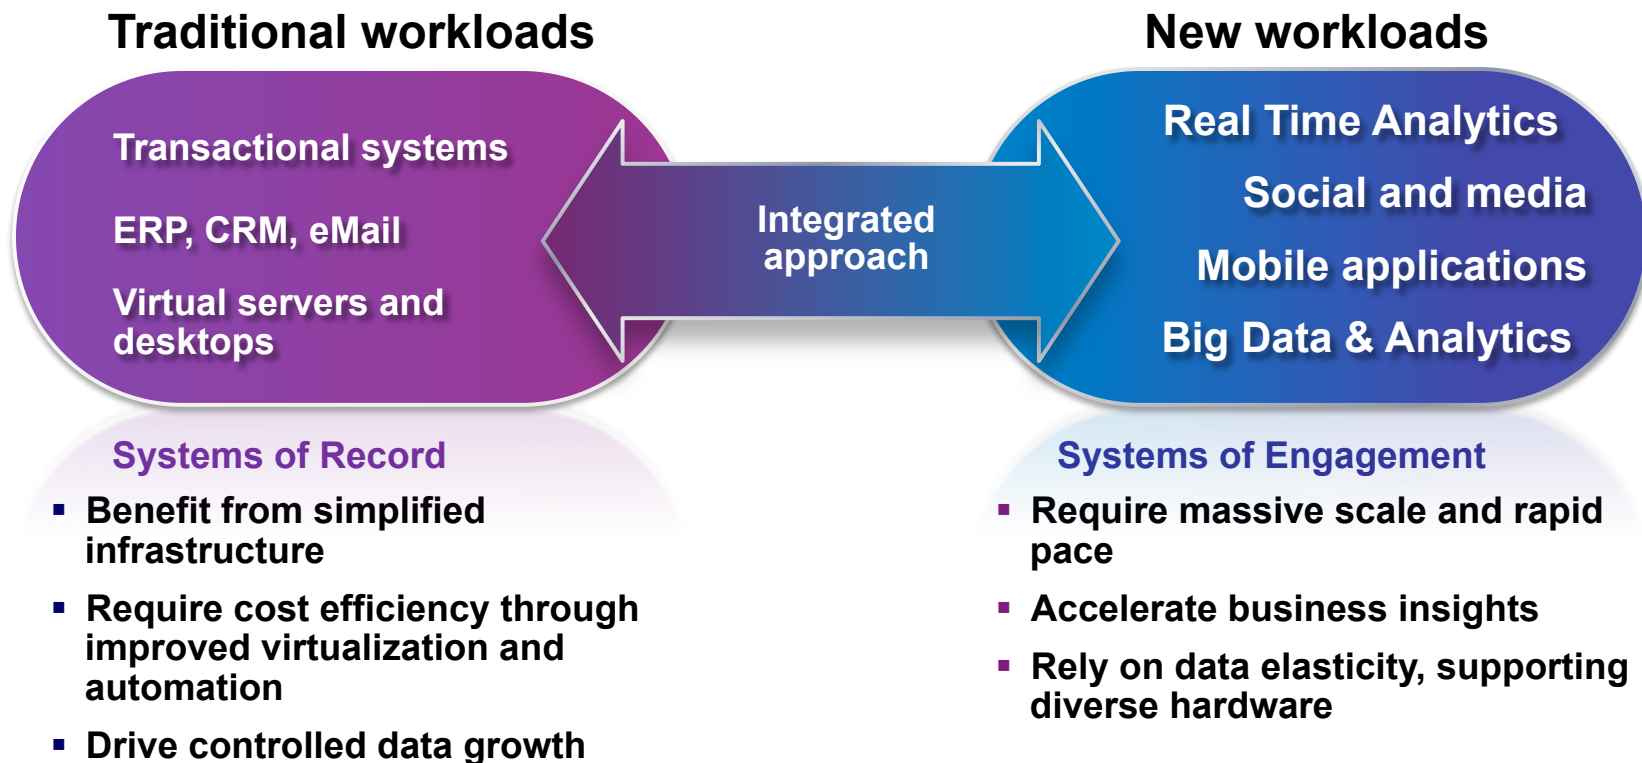 Traditional workloads
Transactional systems
ERP, CRM, eMail
Virtual servers and
desktops
Integrated
approach
New workloads
Real Time Analytics
Social and media
Mobile applications
Big Data & Analytics
Systems of Record
▪ Benefit from simplified
infrastructure
▪ Require cost efficiency through
improved virtualization and
automation
▪ Drive controlled data growth
Systems of Engagement
▪ Require massive scale and rapid
pace
▪ Accelerate business insights
▪ Rely on data elasticity, supporting
diverse hardware